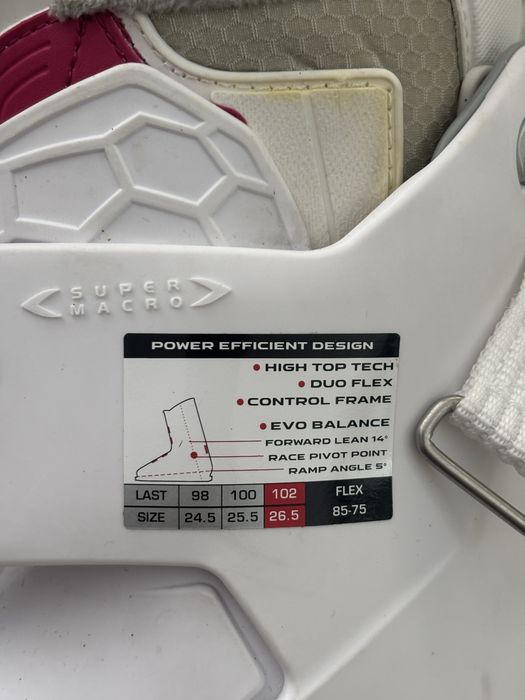 SUPER
MACRO
POWER EFFICIENT DESIGN
• HIGH TOP TECH
• DUO FLEX
• CONTROL FRAME
• EVO BALANCE
FORWARD LEAN 14°
RACE PIVOT POINT
RAMP ANGLE 5°
LAST 98 100 102 FLEX
SIZE 24.5 25.5 26.5 85-75